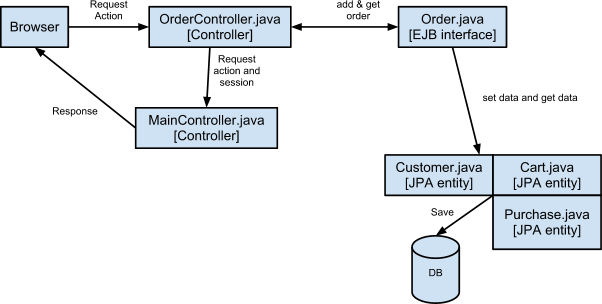 Request
Action
add & get
order
Browser
OrderController.java
[Controller]
Order.java
[EJB interface]
Request
action and
session
set data and get data
Response
MainController.java
[Controller]
Customer.java
[JPA entity]
Cart.java
[JPA entity]
Save
Purchase.java
[JPA entity]
DB